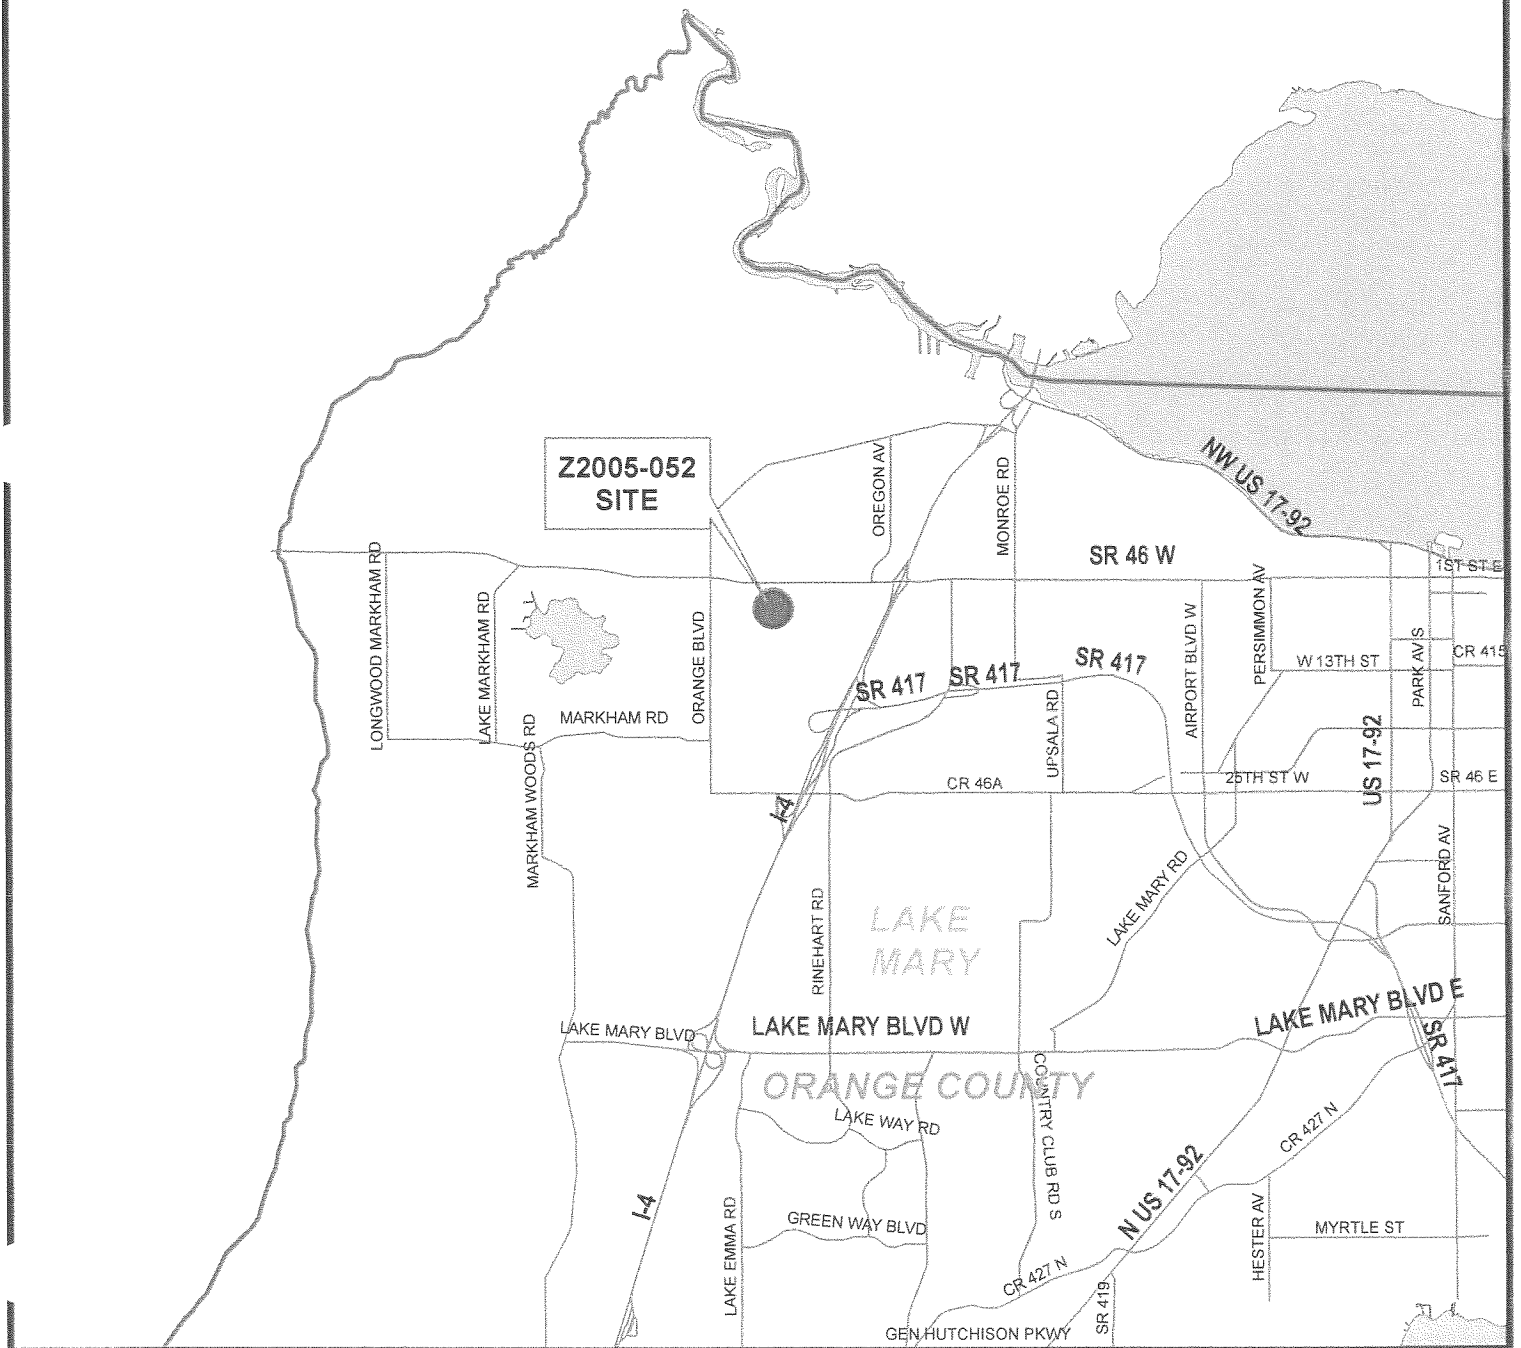 Z2005-052
SITE
OREGON AV
MONROE RD
NW US 17-92
SR 46 W
1ST ST E
LONGWOOD MARKHAM RD
LAKE MARKHAM RD
ORANGE BLVD
AIRPORT BLVD W
PERSIMMON AV
W 13TH ST
PARK AV S
CR 415
SR 417
SR 417
SR 417
MARKHAM RD
MARKHAM WOODS RD
UPSALA RD
US 17-92
CR 46A
25TH ST W
SR 46 E
I-4
RINEHART RD
LAKE
MARY
LAKE MARY RD
SANFORD AV
LAKE MARY BLVD
LAKE MARY BLVD W
LAKE MARY BLVD E
SR 417
ORANGE COUNTY
COUNTRY CLUB RD S
LAKE WAY RD
CR 427 N
I-4
LAKE EMMA RD
GREEN WAY BLVD
N US 17-92
HESTER AV
MYRTLE ST
CR 427 N
SR 419
GEN HUTCHISON PKWY